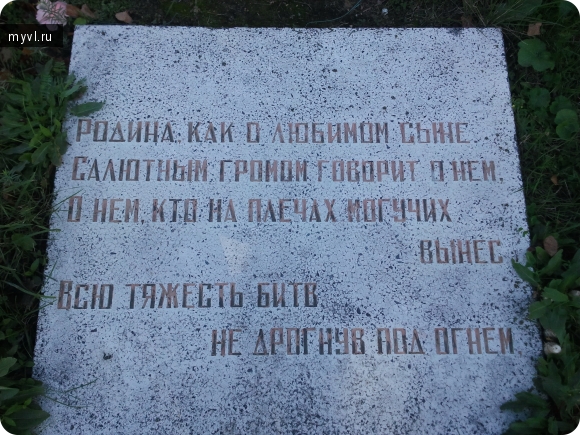 myvl.ru
Родина, как о любимом сыне
Салютным громом говорит о нем.
О нем, кто на плечах могучих
вынес
Всю тяжесть битв
не дрогнув под огнем